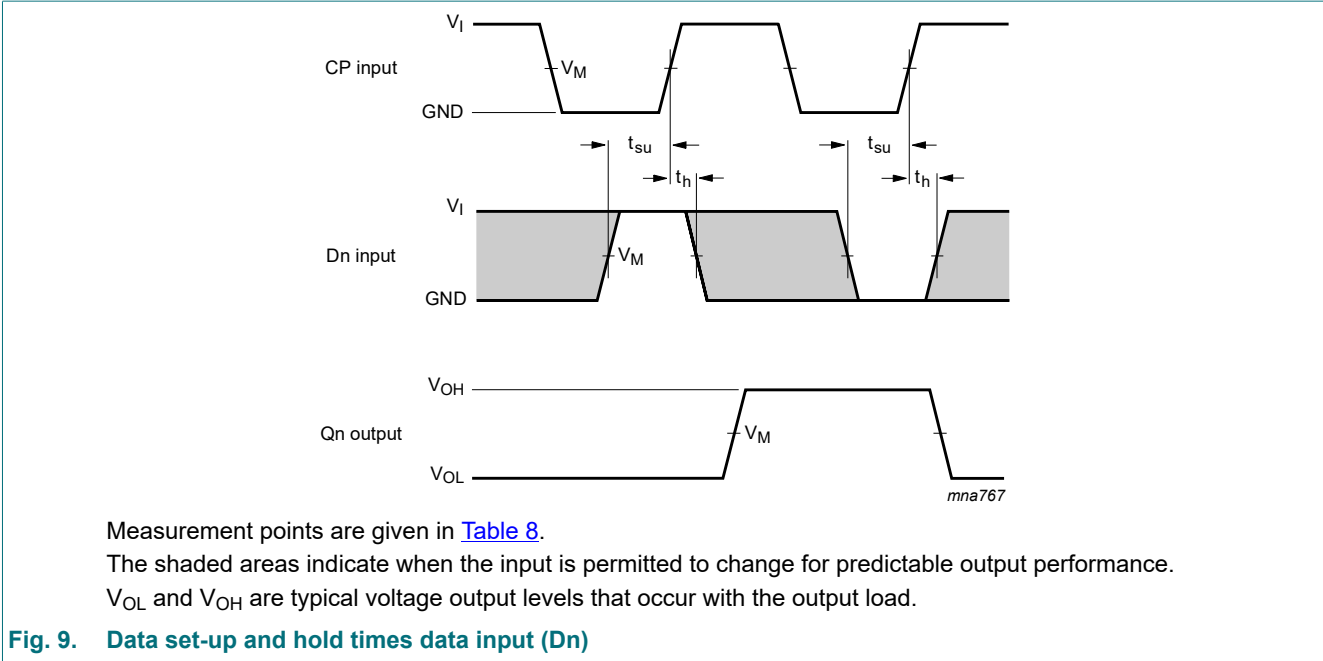 V_I
CP input
V_M
GND
t_su
t_su
t_h
t_h
V_I
Dn input
V_M
GND
V_OH
Qn output
V_M
V_OL
mna767
Measurement points are given in Table 8.
The shaded areas indicate when the input is permitted to change for predictable output performance.
V_OL and V_OH are typical voltage output levels that occur with the output load.
Fig. 9. Data set-up and hold times data input (Dn)